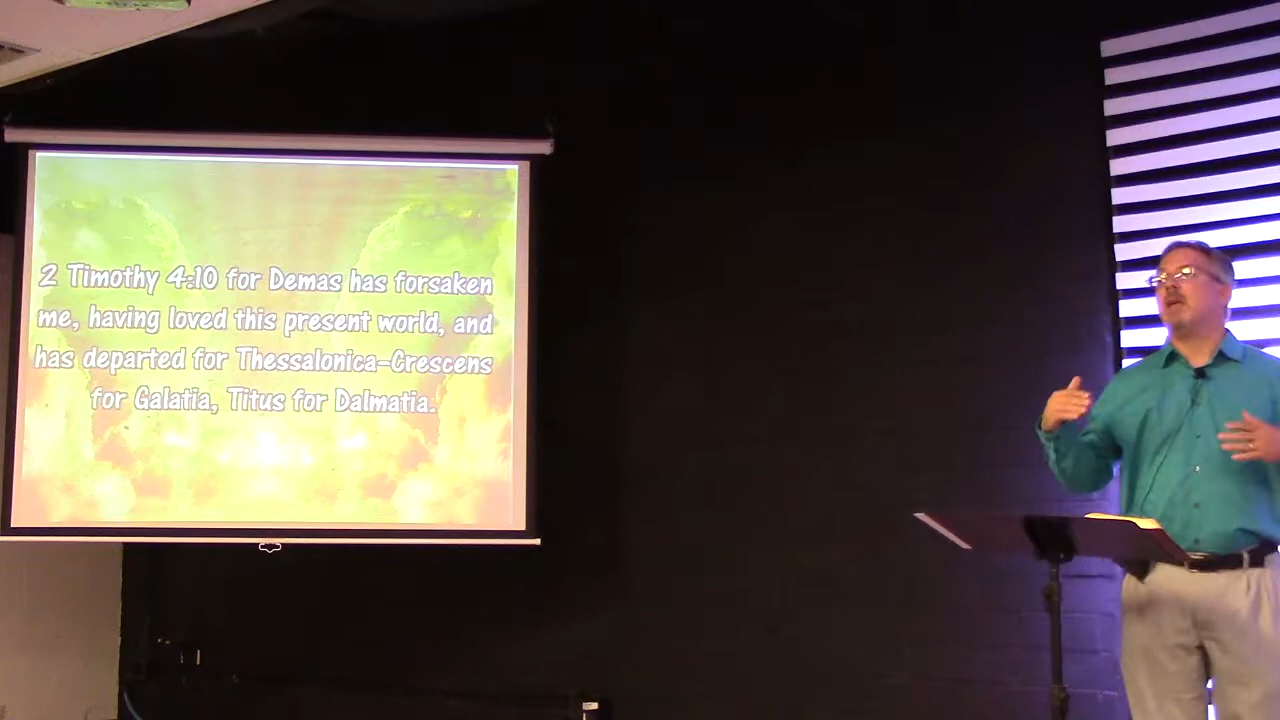 2 Timothy 4:10 for Demas has forsaken
me, having loved this present world, and
has departed for Thessalonica-Crescens
for Galatia, Titus for Dalmatia.